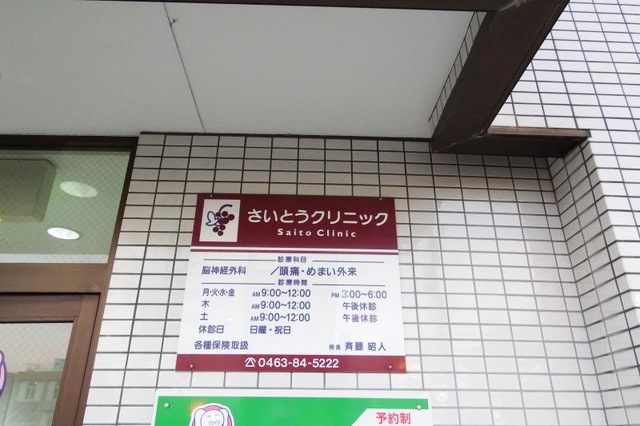 さいとうクリニック
Saito Clinic
診療科目
脳神経外科 /頭痛・めまい外来
診療時間
月・火・水・金 AM 9:00~12:00 PM 3:00~6:00
木 AM 9:00~12:00 午後休診
土 AM 9:00~12:00 午後休診
休診日 日曜・祝日
各種保険取扱 院長 斉藤 昭人
☎0463-84-5222
予約制